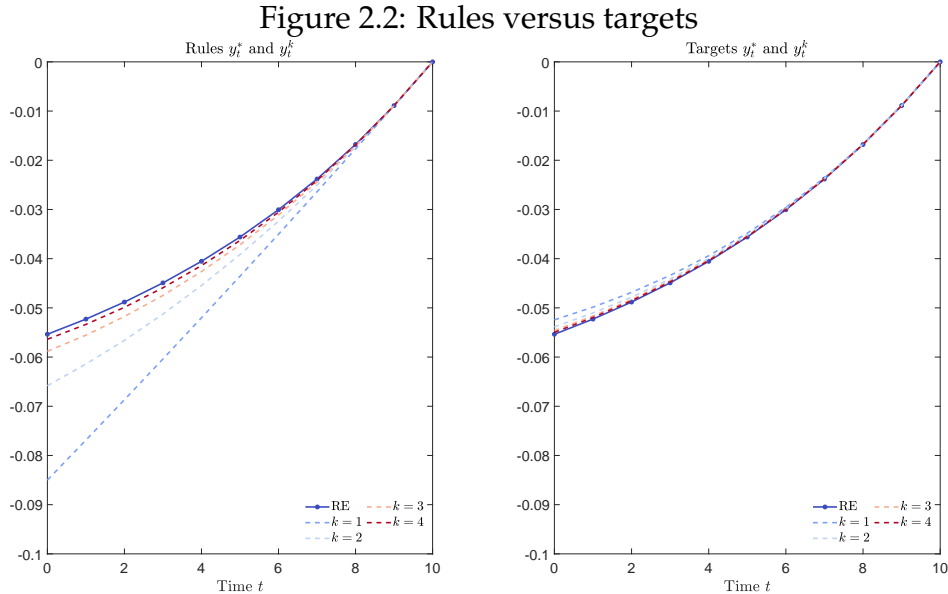 Figure 2.2: Rules versus targets
Rules $y_t^*$ and $y_t^k$
0
-0.01
-0.02
-0.03
-0.04
-0.05
-0.06
-0.07
-0.08
-0.09
-0.1
0 2 4 6 8 10
Time $t$
RE $k = 3$
$k = 1$ $k = 4$
$k = 2$
Targets $y_t^*$ and $y_t^k$
0
-0.01
-0.02
-0.03
-0.04
-0.05
-0.06
-0.07
-0.08
-0.09
-0.1
0 2 4 6 8 10
Time $t$
RE $k = 3$
$k = 1$ $k = 4$
$k = 2$